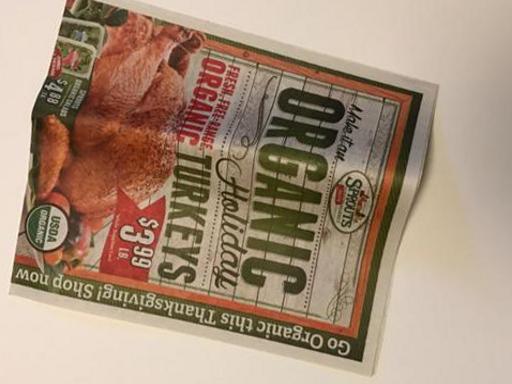 Make it an
SPROUTS
ORGANIC
Holiday
FRESH, FREE-RANGE
ORGANIC
TURKEYS
$3.99
LB.
USDA
ORGANIC
$4.88
Go Organic this Thanksgiving! Shop now